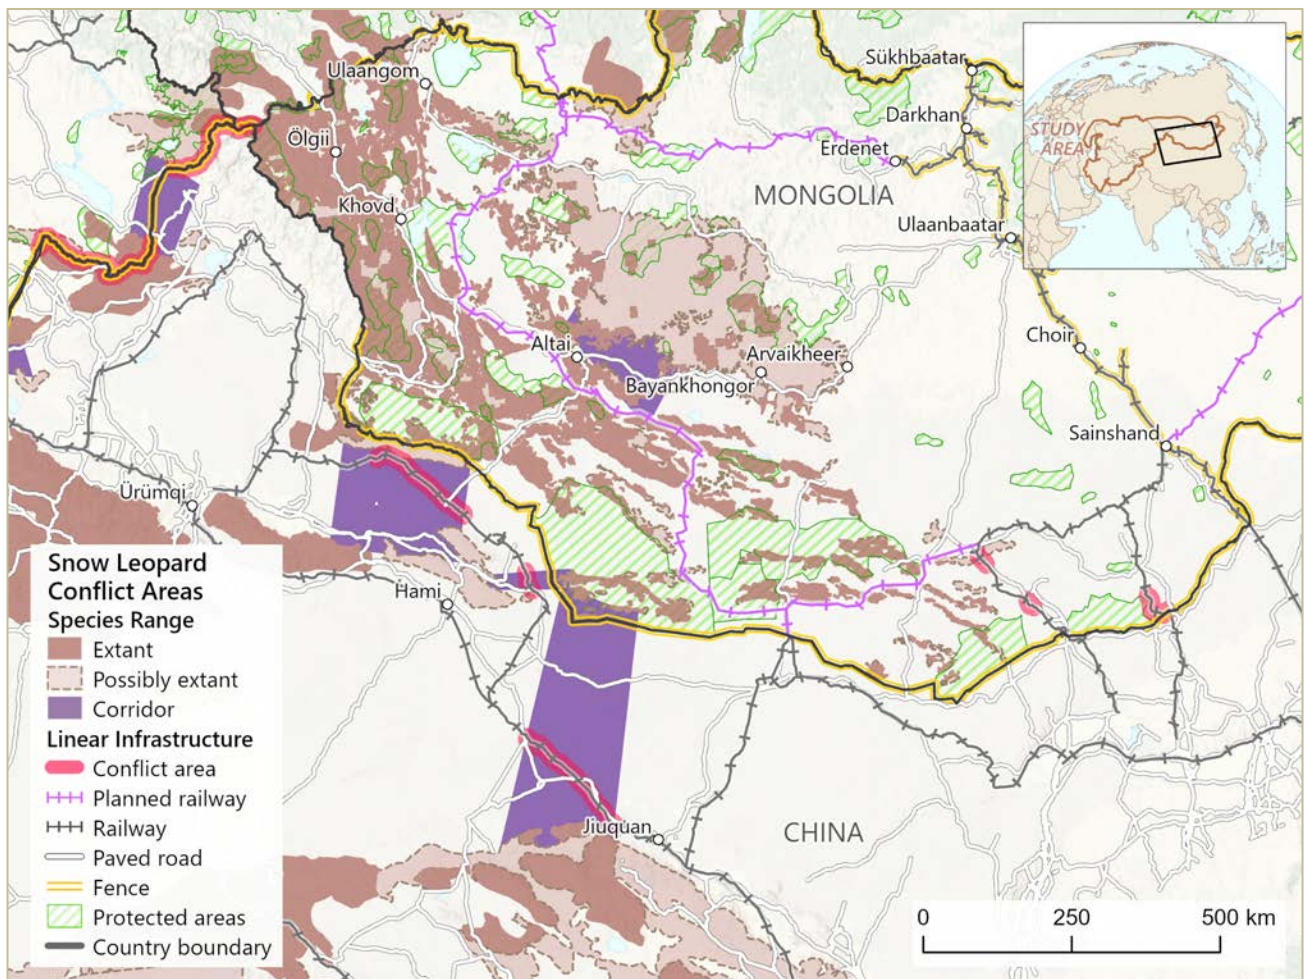 Sükhbaatar
Ulaangom
Darkhan
Ölgii
Erdenet
STUDY
AREA
MONGOLIA
Khovd
Ulaanbaatar
Choir
Altai
Arvaikheer
Bayankhongor
Sainshand
Ürümqi
Hami
Jiuquan
CHINA
Snow Leopard
Conflict Areas
Species Range
Extant
Possibly extant
Corridor
Linear Infrastructure
Conflict area
Planned railway
Railway
Paved road
Fence
Protected areas
Country boundary
0 250 500 km